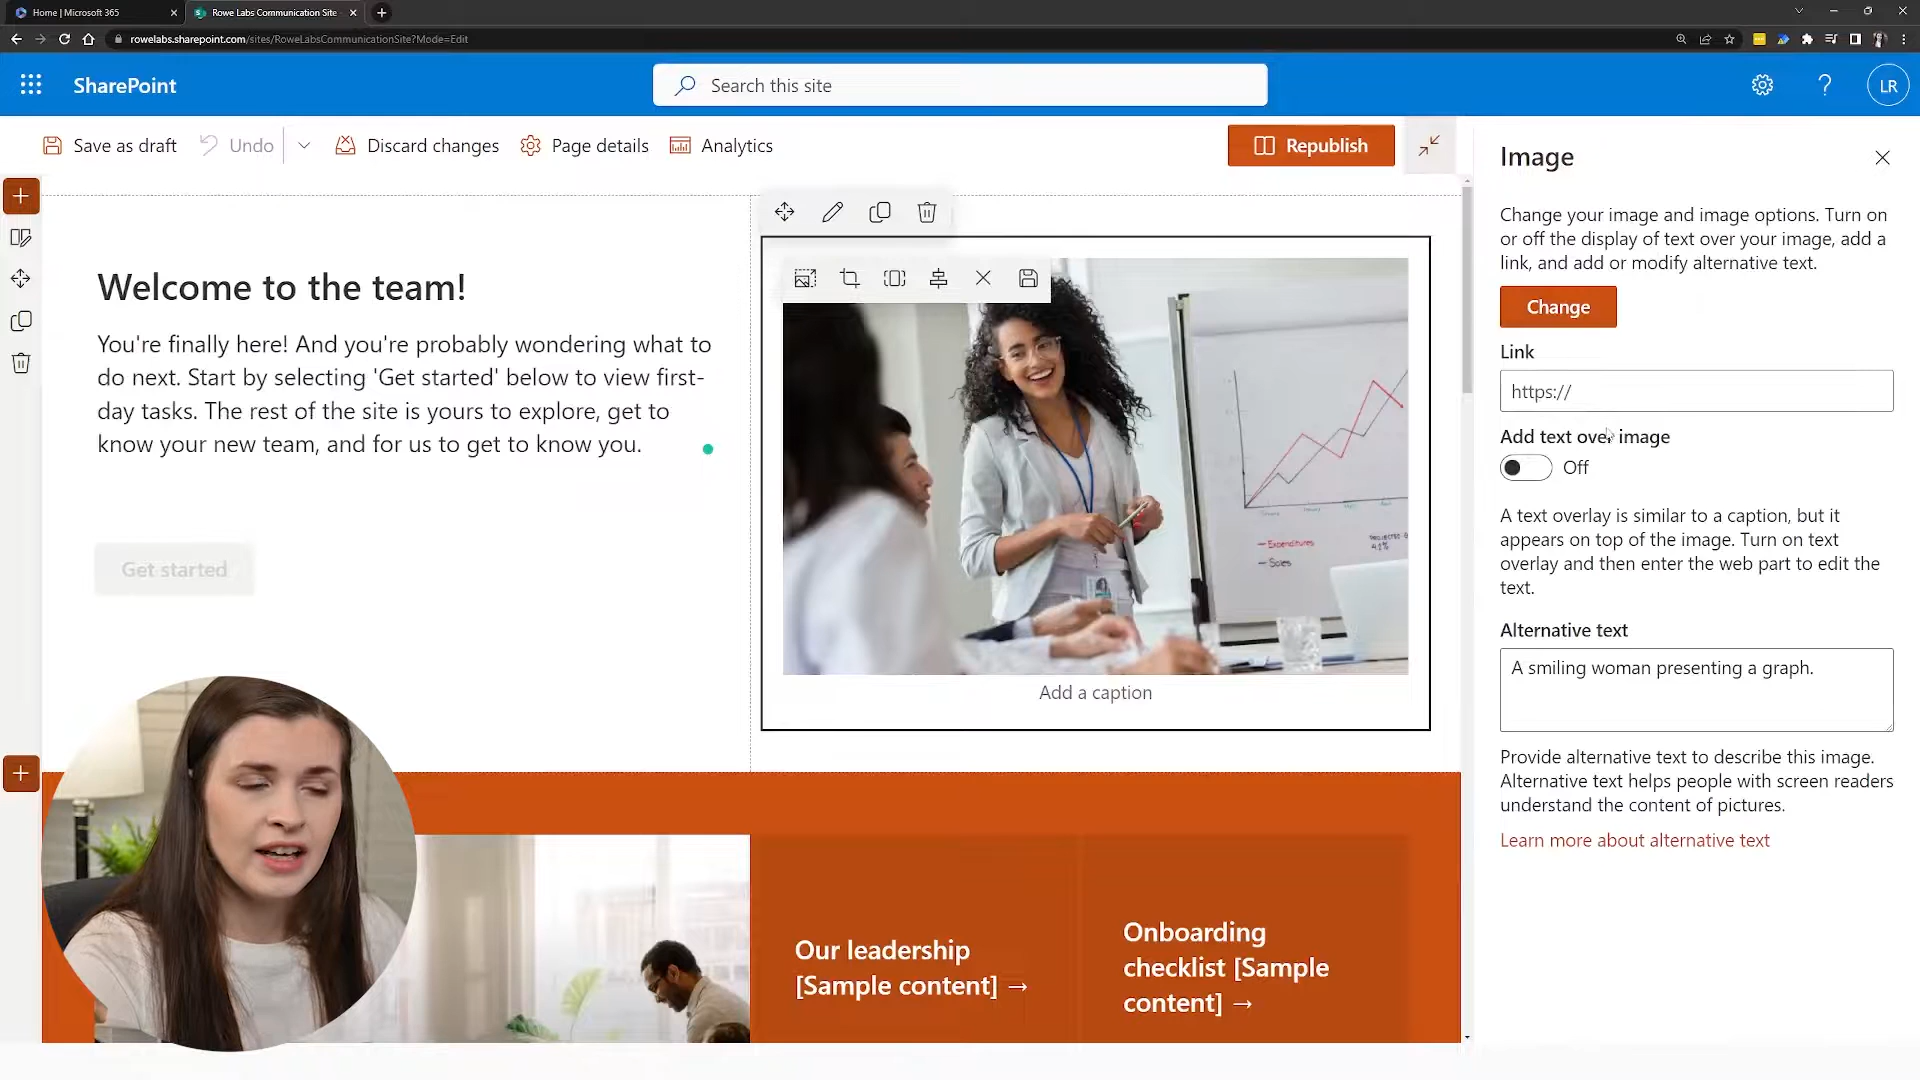 Home | Microsoft 365
Rowe Labs Communication Site
rowelabs.sharepoint.com/sites/RoweLabsCommunicationSite?Mode=Edit
SharePoint
Search this site
LR
Save as draft
Undo
Discard changes
Page details
Analytics
Republish
Welcome to the team!
You're finally here! And you're probably wondering what to
do next. Start by selecting 'Get started' below to view first-
day tasks. The rest of the site is yours to explore, get to
know your new team, and for us to get to know you.
Get started
Expenditures
Sales
Add a caption
Our leadership
[Sample content] →
Onboarding
checklist [Sample
content] →
Image
Change your image and image options. Turn on
or off the display of text over your image, add a
link, and add or modify alternative text.
Change
Link
https://
Add text over image
Off
A text overlay is similar to a caption, but it
appears on top of the image. Turn on text
overlay and then enter the web part to edit the
text.
Alternative text
A smiling woman presenting a graph.
Provide alternative text to describe this image.
Alternative text helps people with screen readers
understand the content of pictures.
Learn more about alternative text